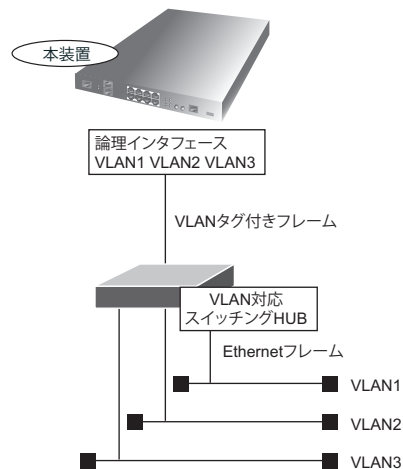 本装置
論理インタフェース
VLAN1 VLAN2 VLAN3
VLANタグ付きフレーム
VLAN対応
スイッチングHUB
Ethernetフレーム
VLAN1
VLAN2
VLAN3